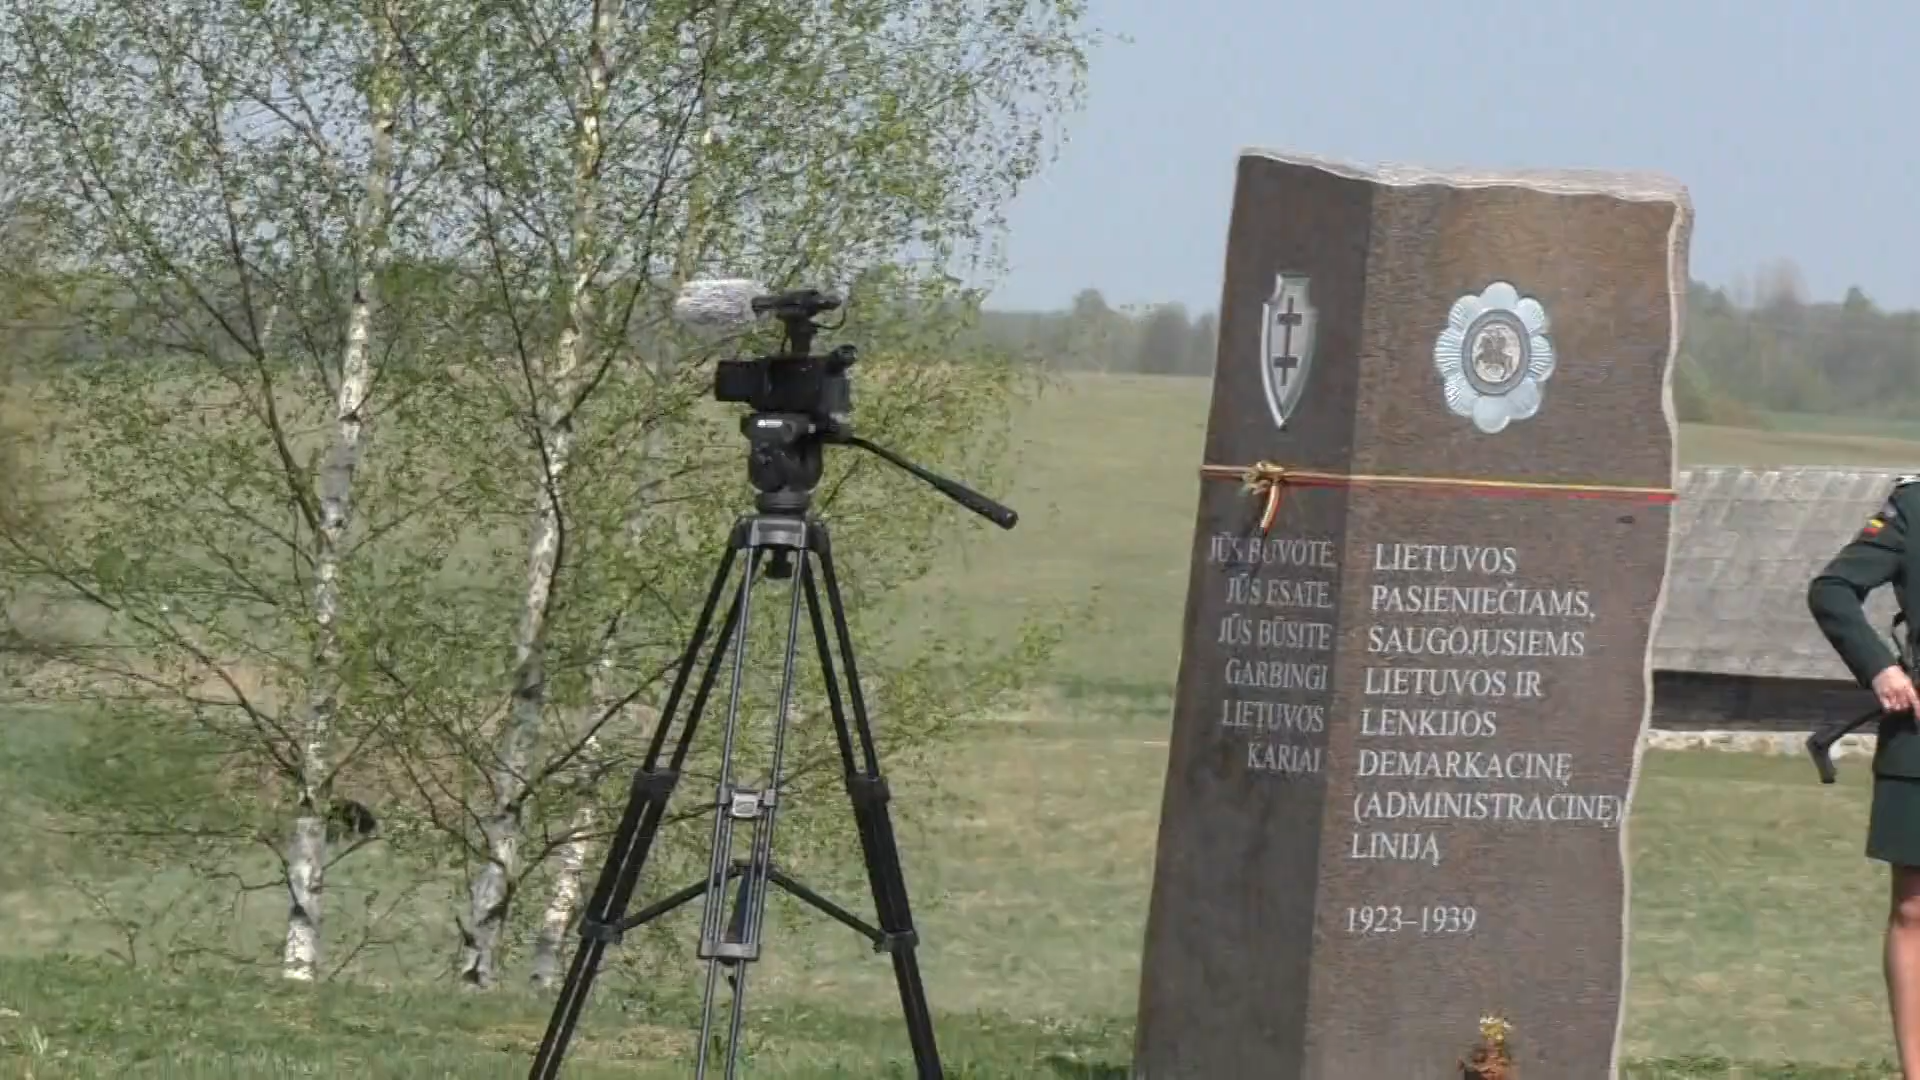 JŪS BUVOTE,
JŪS ESATE,
JŪS BŪSITE
GARBINGI
LIETUVOS
KARIAI
LIETUVOS
PASIENIEČIAMS,
SAUGOJUSIEMS
LIETUVOS IR
LENKIJOS
DEMARKACINĘ
(ADMINISTRACINĘ)
LINIJĄ
1923–1939